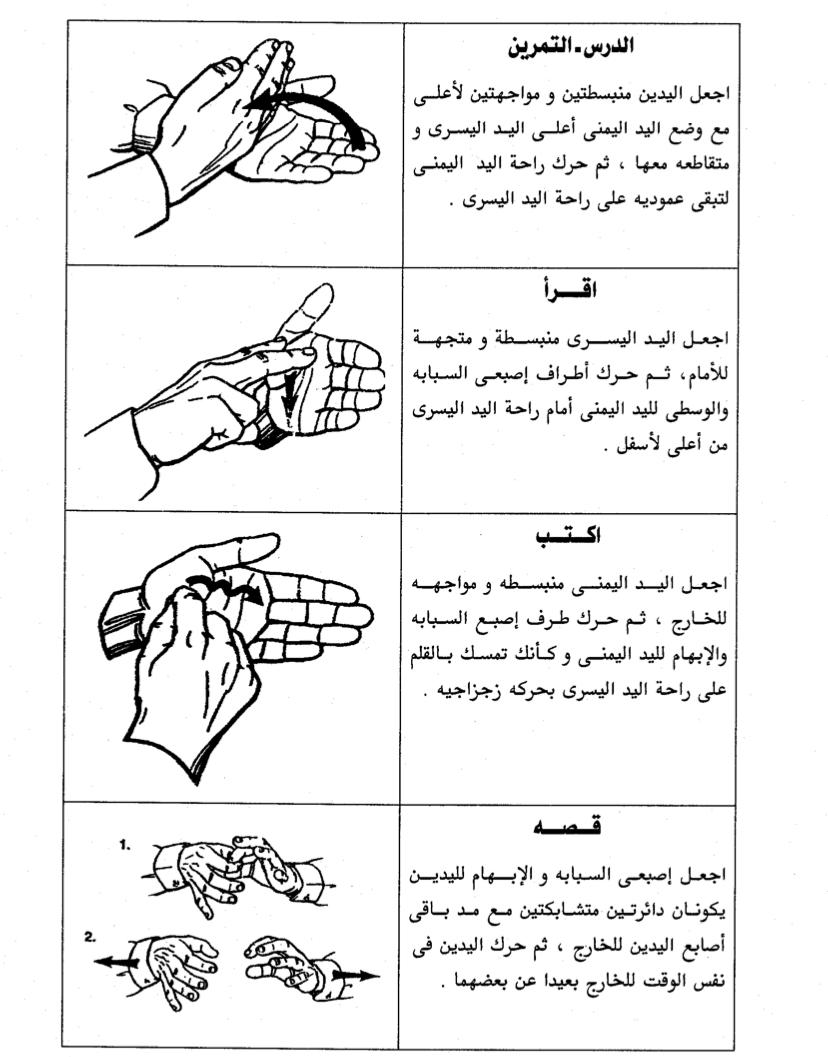 الدرس ـ التمرين
اجعل اليدين منبسطتين و مواجهتين لأعلى
مع وضع اليد اليمنى أعلى اليد اليسرى و
متقاطعه معها ، ثم حرك راحة اليد اليمنى
لتبقى عموديه على راحة اليد اليسرى .
اقرأ
اجعل اليد اليسرى منبسطة و متجهة
للأمام، ثم حرك أطراف إصبعى السبابه
والوسطى لليد اليمنى أمام راحة اليد اليسرى
من أعلى لأسفل .
اكتب
اجعل اليد اليمنى منبسطه و مواجهه
للخارج ، ثم حرك طرف إصبع السبابه
والإبهام لليد اليمنى و كأنك تمسك بالقلم
على راحة اليد اليسرى بحركه زجزاجيه .
قصه
اجعل إصبعى السبابه و الإبهام لليدين
يكونان دائرتين متشابكتين مع مد باقى
أصابع اليدين للخارج ، ثم حرك اليدين فى
نفس الوقت للخارج بعيدا عن بعضهما .
1.
2.